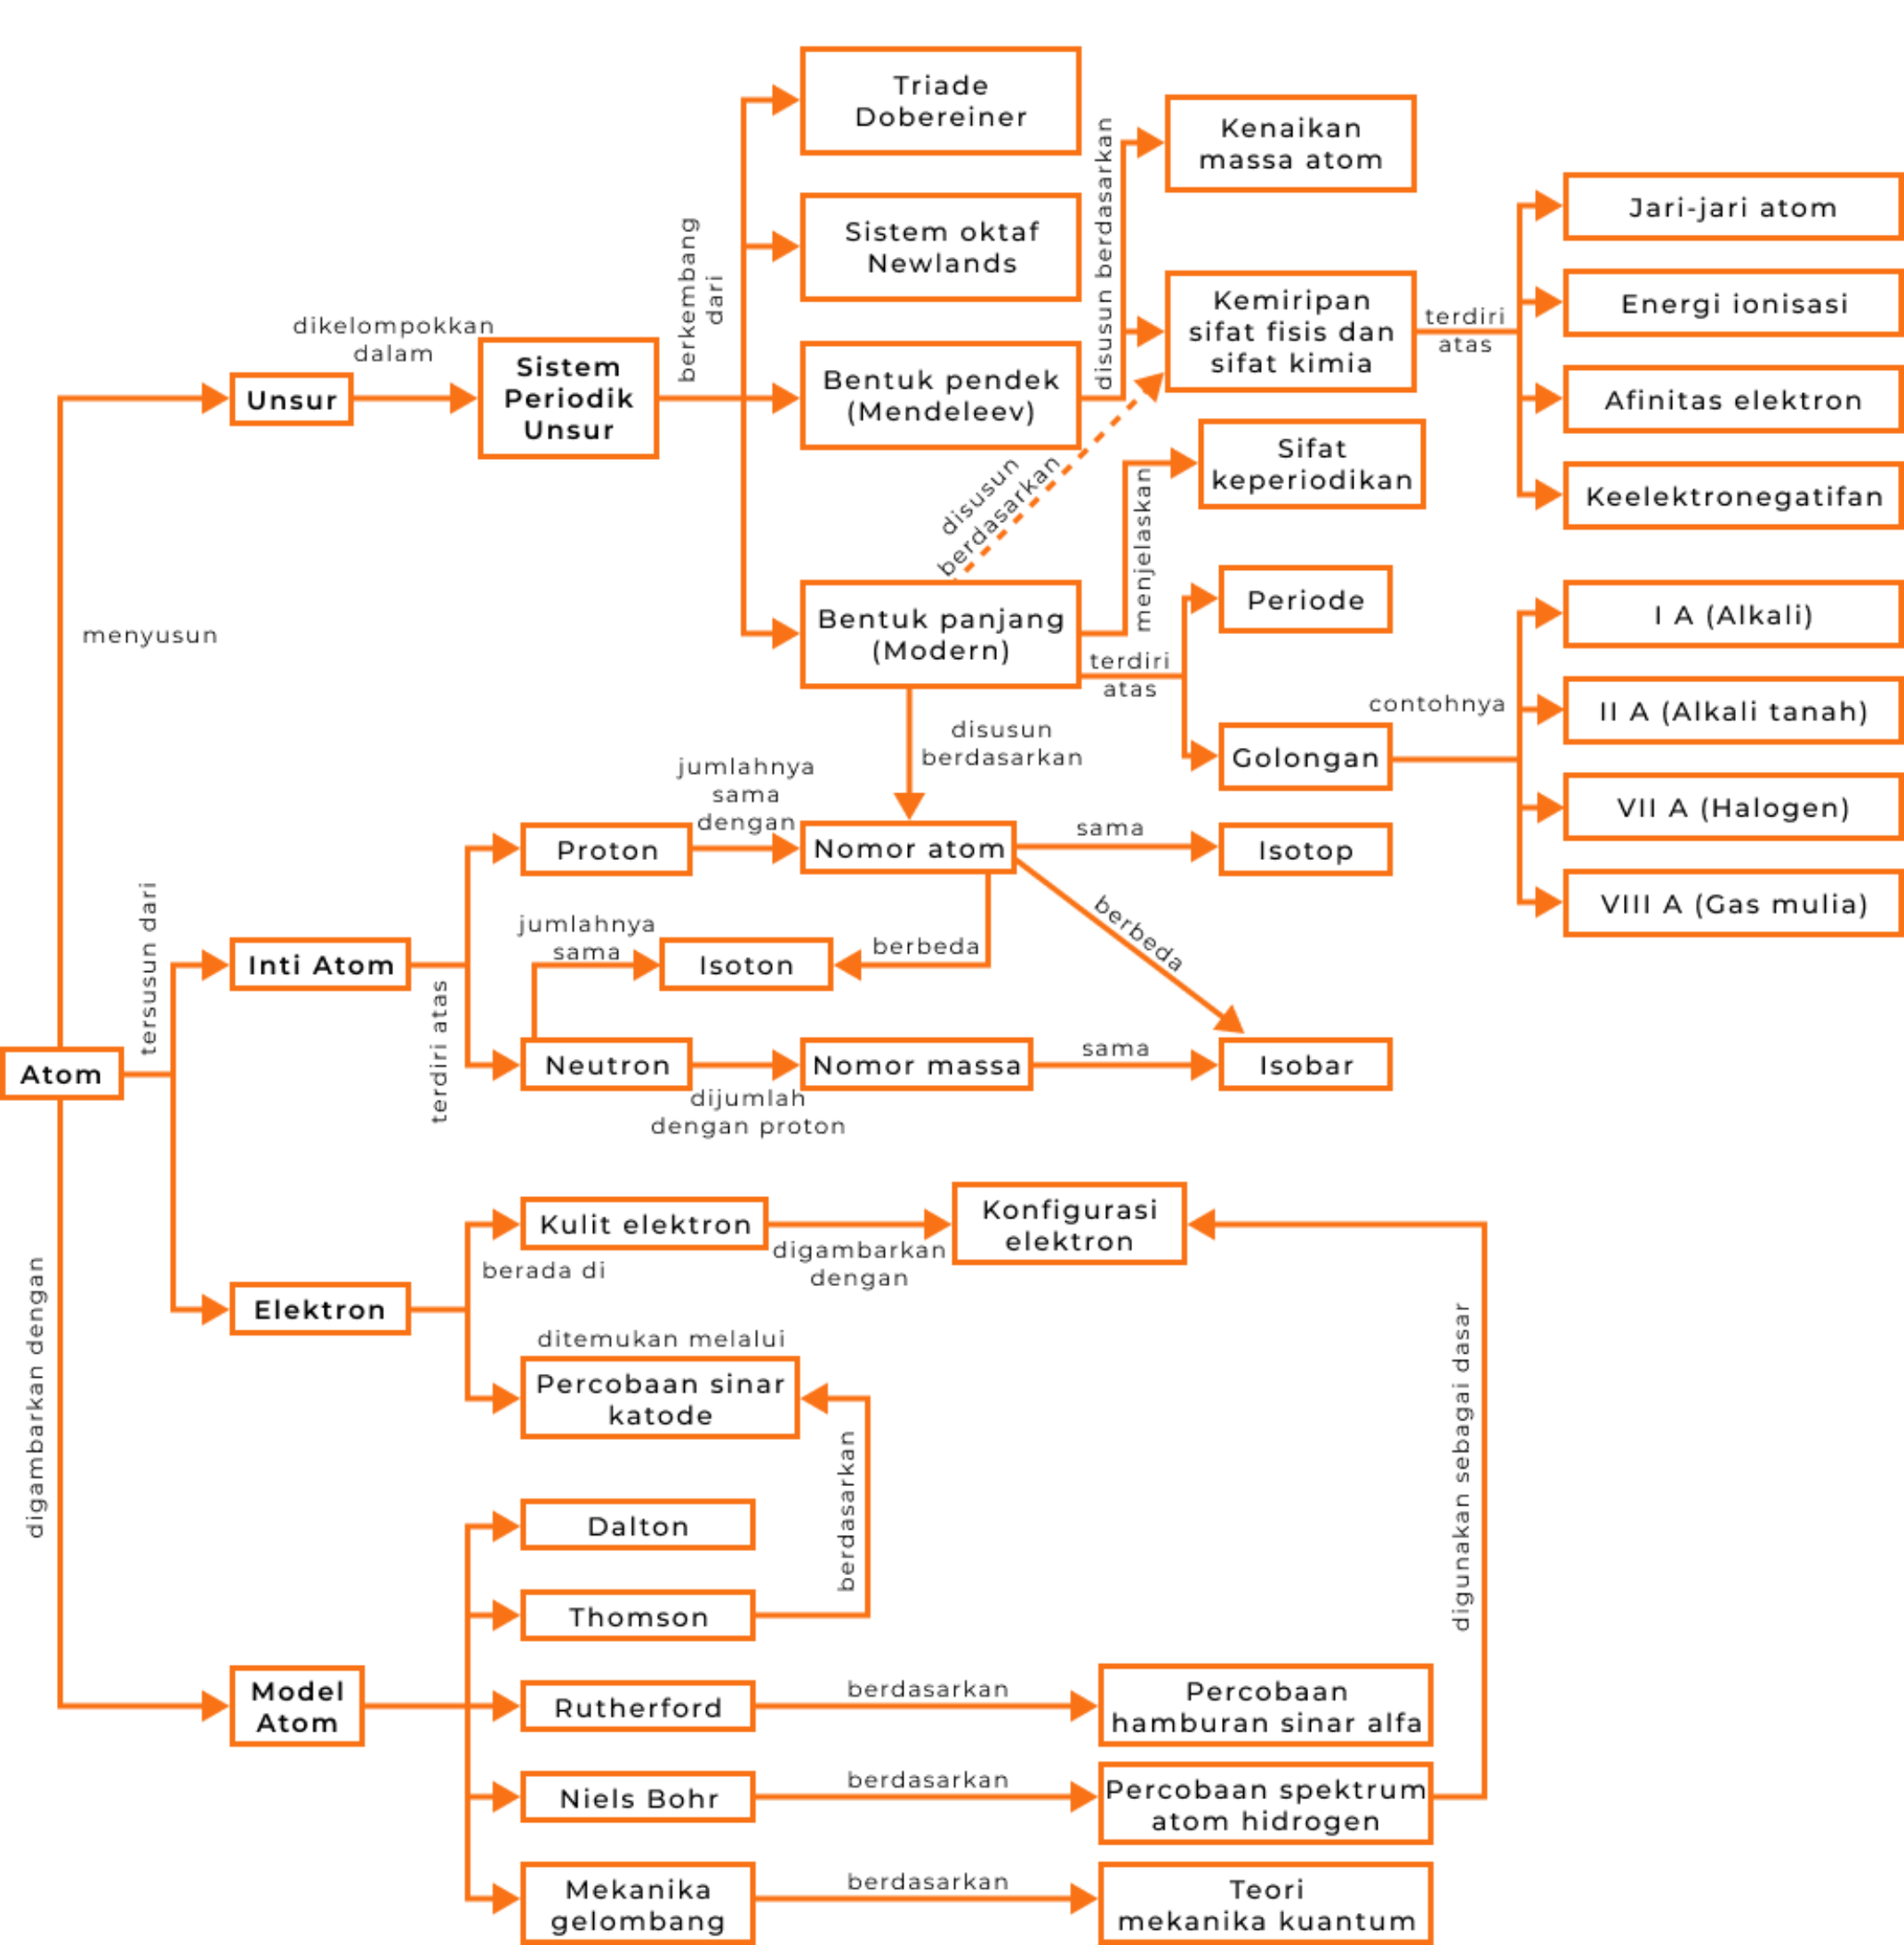 Triade
Dobereiner
Kenaikan
massa atom
disusun berdasarkan
Jari-jari atom
Sistem oktaf
Newlands
berkembang
dari
Kemiripan
sifat fisis dan
sifat kimia
terdiri
atas
Energi ionisasi
dikelompokkan
dalam
Unsur
Sistem
Periodik
Unsur
Bentuk pendek
(Mendeleev)
Afinitas elektron
disusun
berdasarkan
menjelaskan
Sifat
keperiodikan
Keelektronegatifan
menyusun
Bentuk panjang
(Modern)
terdiri
atas
Periode
I A (Alkali)
contohnya
II A (Alkali tanah)
Golongan
disusun
berdasarkan
jumlahnya
sama
dengan
VII A (Halogen)
Proton
Nomor atom
sama
Isotop
VIII A (Gas mulia)
tersusun dari
jumlahnya
sama
berbeda
berbeda
Inti Atom
Isoton
terdiri atas
Atom
Neutron
Nomor massa
sama
Isobar
dijumlah
dengan proton
Kulit elektron
digambarkan
dengan
Konfigurasi
elektron
berada di
Elektron
digambarkan dengan
ditemukan melalui
Percobaan sinar
katode
berdasarkan
digunakan sebagai dasar
Dalton
Thomson
Model
Atom
Rutherford
berdasarkan
Percobaan
hamburan sinar alfa
Niels Bohr
berdasarkan
Percobaan spektrum
atom hidrogen
Mekanika
gelombang
berdasarkan
Teori
mekanika kuantum